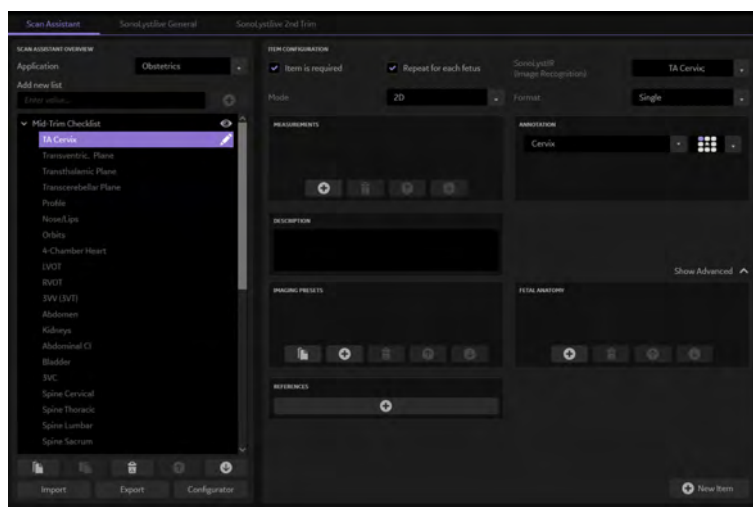 Scan Assistant SonoLystlive General SonoLystlive 2nd Trim
SCAN ASSISTANT OVERVIEW
Application Obstetrics
Add new list
Enter value...
Mid-Trim Checklist
TA Cervix
Transventric. Plane
Transthalamic Plane
Transcerebellar Plane
Profile
Nose/Lips
Orbits
4-Chamber Heart
LVOT
RVOT
3VV (3VT)
Abdomen
Kidneys
Abdominal CI
Bladder
3VC
Spine Cervical
Spine Thoracic
Spine Lumbar
Spine Sacrum
Import Export Configurator
ITEM CONFIGURATION
Item is required Repeat for each fetus
SonoLystIR
(Image Recognition)
TA Cervix
Mode 2D Format Single
MEASUREMENTS
ANNOTATION
Cervix
DESCRIPTION
Show Advanced
IMAGING PRESETS
FETAL ANATOMY
REFERENCES
New Item